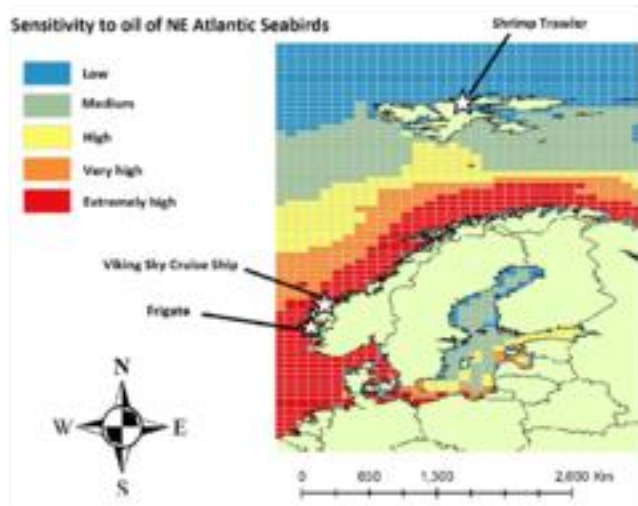 Sensitivity to oil of NE Atlantic Seabirds
Shrimp Trawler
Low
Medium
High
Very high
Extremely high
Viking Sky Cruise Ship
Frigate
N
W
E
S
0
1,300
2,600 Km